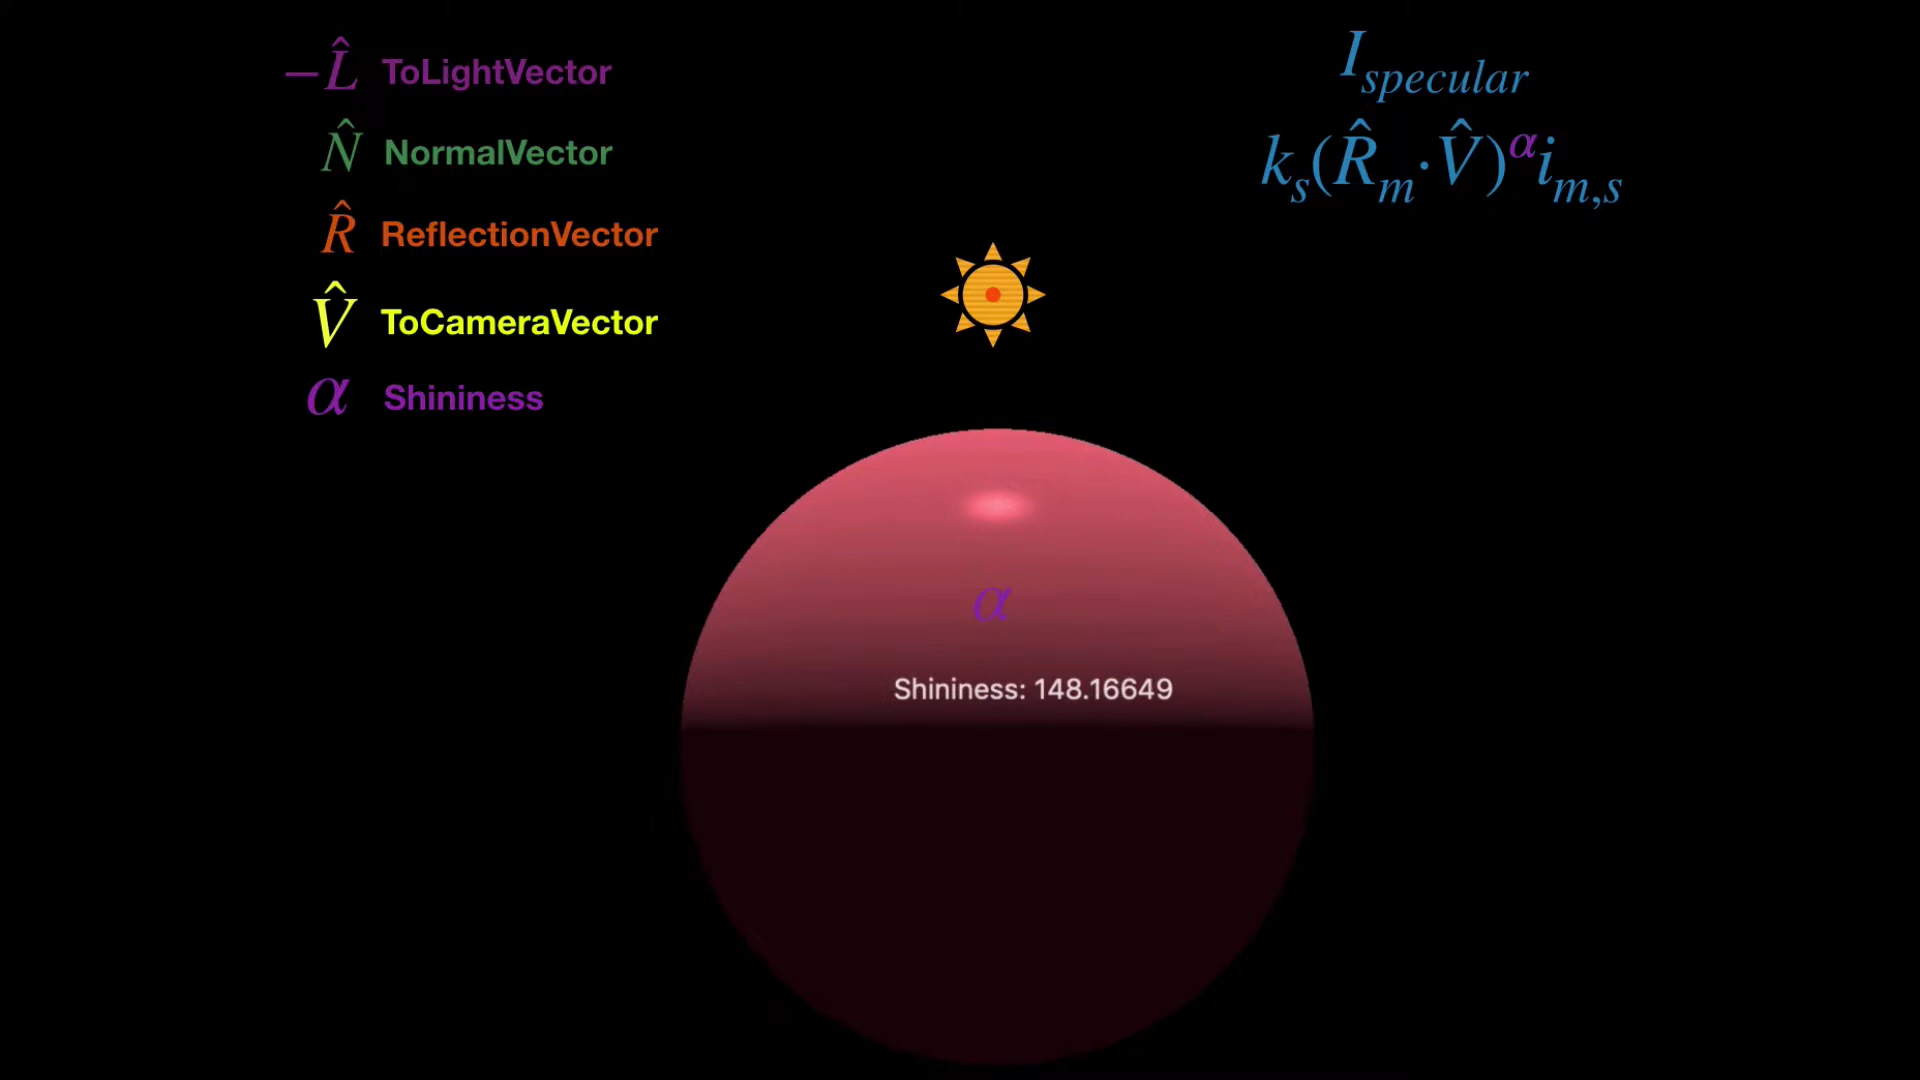 −L̂ ToLightVector
N̂ NormalVector
R̂ ReflectionVector
V̂ ToCameraVector
α Shininess
I_specular
k_s(R̂_m·V̂)^α i_m,s
α
Shininess: 148.16649